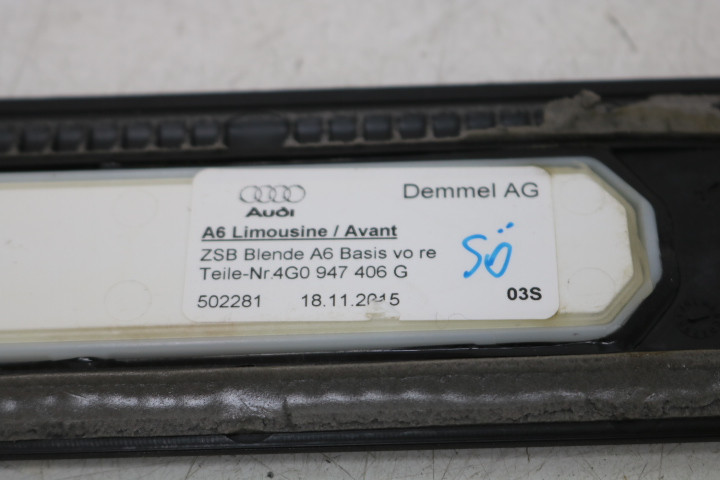 Audi
Demmel AG
A6 Limousine / Avant
ZSB Blende A6 Basis vo re
Teile-Nr.4G0 947 406 G
SÖ
502281 18.11.2015
03S